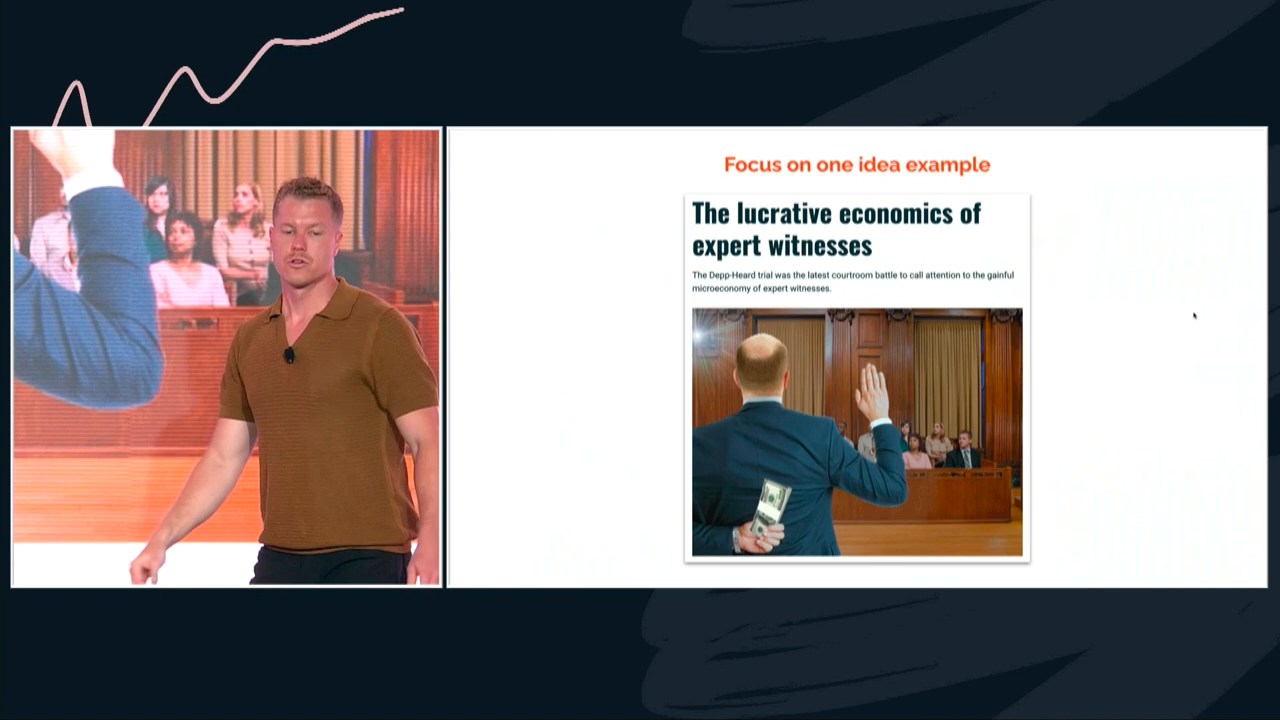 Focus on one idea example
The lucrative economics of
expert witnesses
The Depp-Heard trial was the latest courtroom battle to call attention to the gainful
microeconomy of expert witnesses.